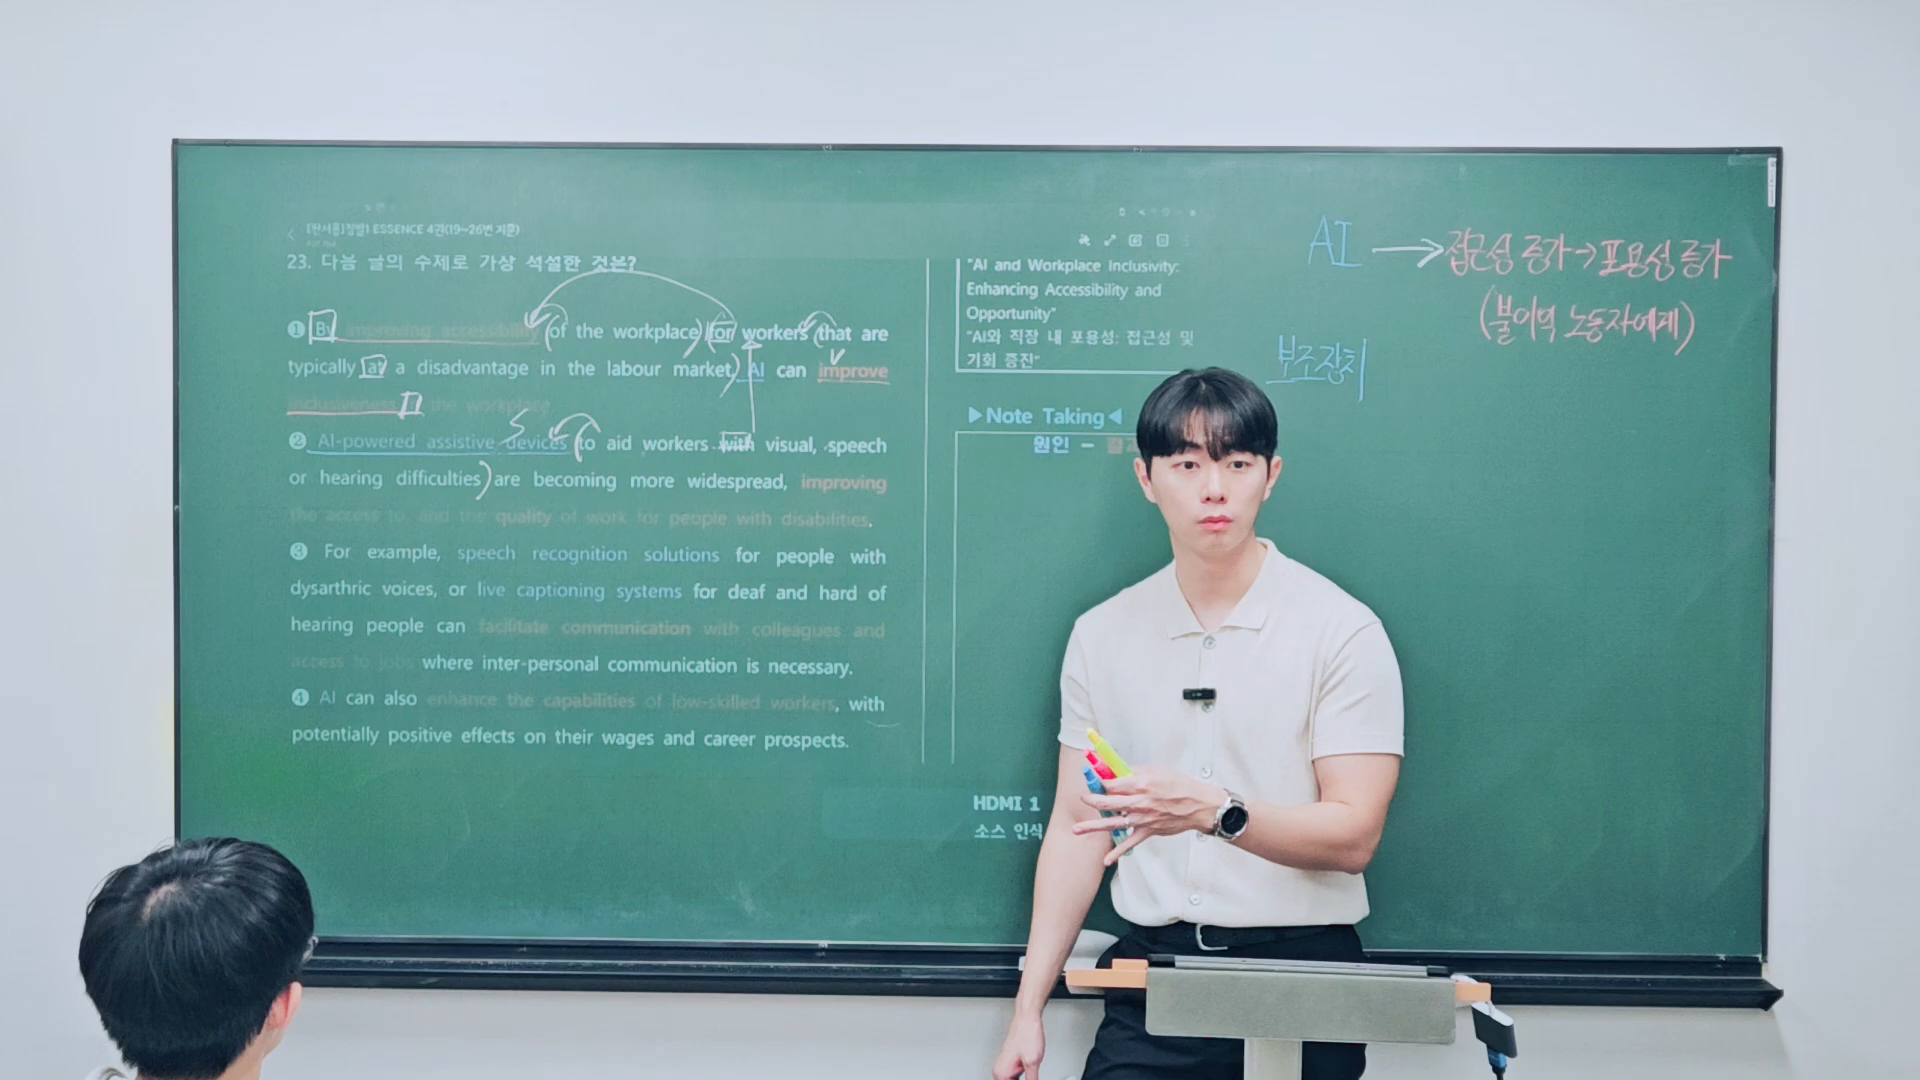 [판서용]정발1 ESSENCE 4권(19~26번 지문)
23. 다음 글의 주제로 가장 적절한 것은?
❶ By improving accessibility of the workplace for workers that are
typically at a disadvantage in the labour market, AI can improve
inclusiveness in the workplace.
❷ AI-powered assistive devices to aid workers with visual, speech
or hearing difficulties are becoming more widespread, improving
the access to, and the quality of work for people with disabilities.
❸ For example, speech recognition solutions for people with
dysarthric voices, or live captioning systems for deaf and hard of
hearing people can facilitate communication with colleagues and
access to jobs where inter-personal communication is necessary.
❹ AI can also enhance the capabilities of low-skilled workers, with
potentially positive effects on their wages and career prospects.
S
"AI and Workplace Inclusivity:
Enhancing Accessibility and
Opportunity"
"AI와 직장 내 포용성: 접근성 및
기회 증진"
▶Note Taking◀
원인 –
HDMI 1
소스 인식
AI → 접근성 증가 → 포용성 증가
(불이익 노동자에게)
보조장치